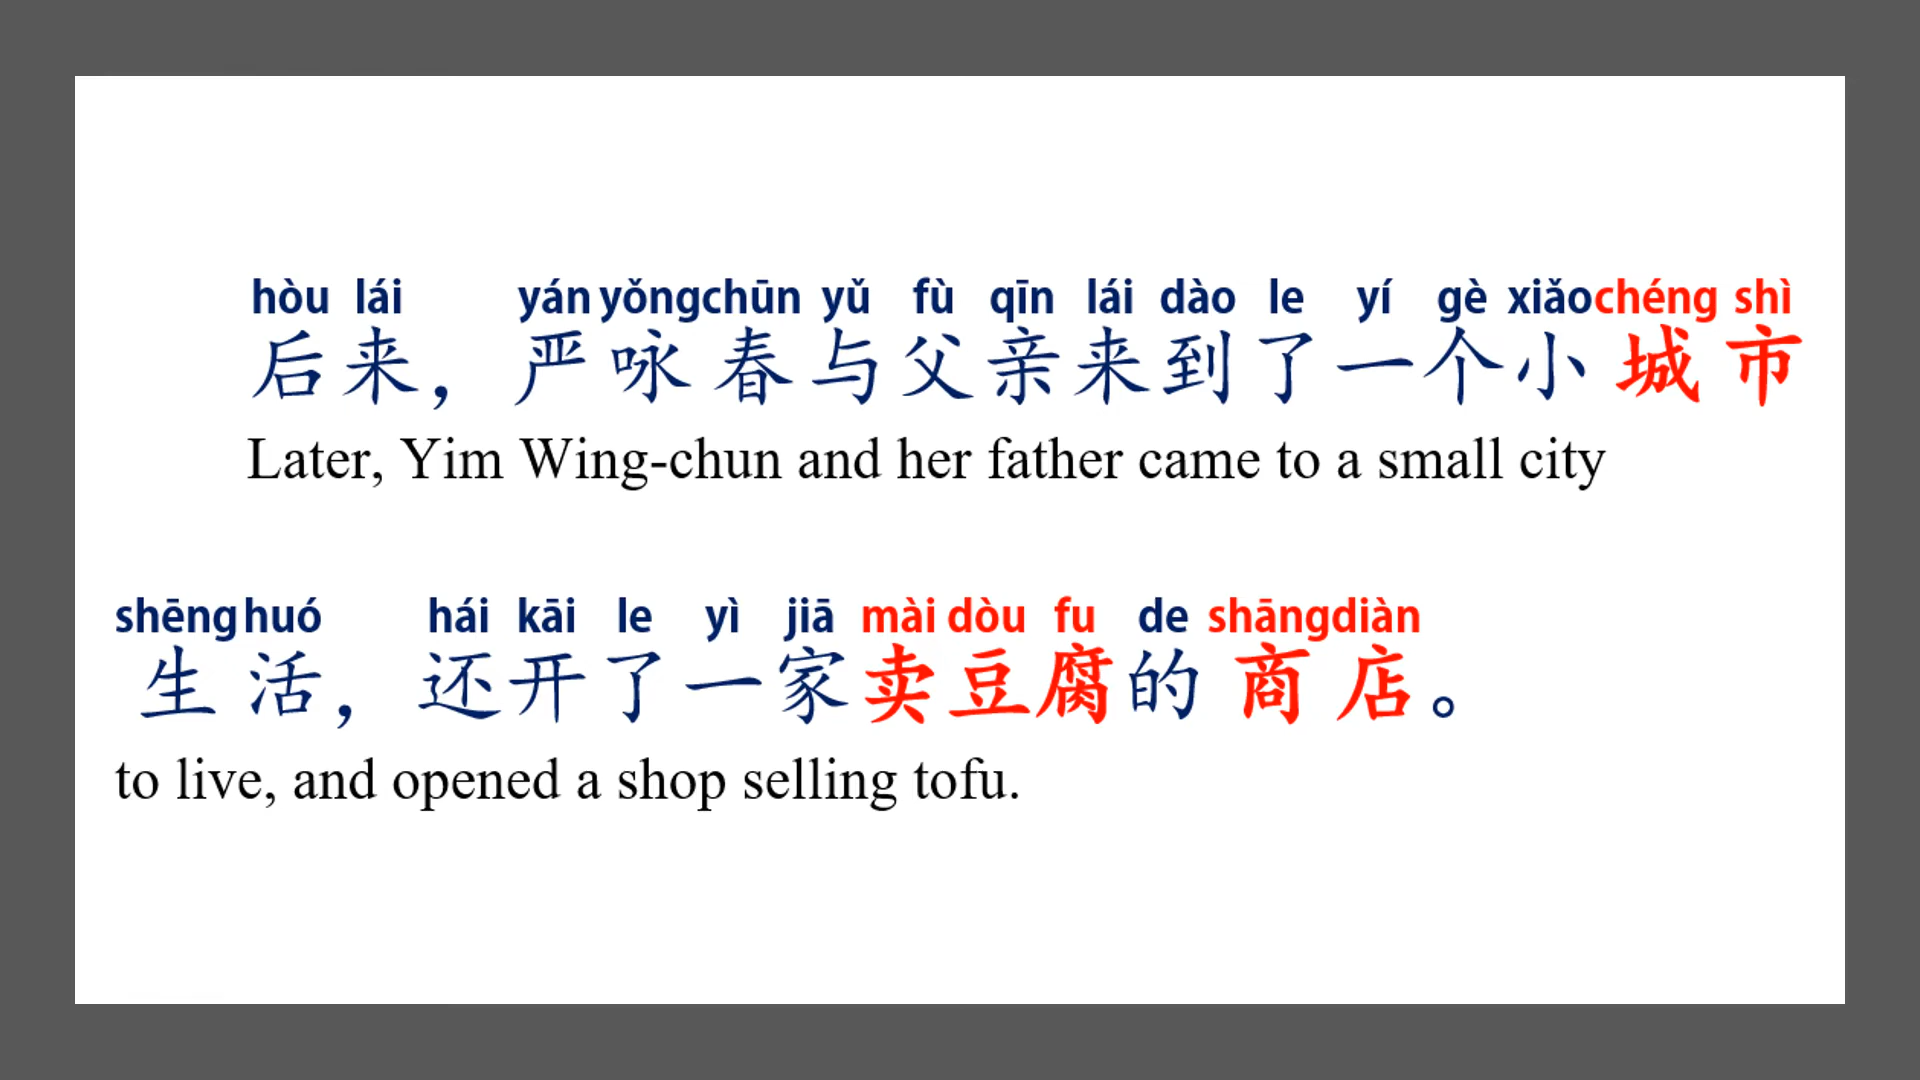 hòu lái yán yǒng chūn yǔ fù qīn lái dào le yí gè xiǎo chéng shì
后来，严咏春与父亲来到了一个小城市
Later, Yim Wing-chun and her father came to a small city
shēng huó hái kāi le yì jiā mài dòu fu de shāng diàn
生活，还开了一家卖豆腐的商店。
to live, and opened a shop selling tofu.